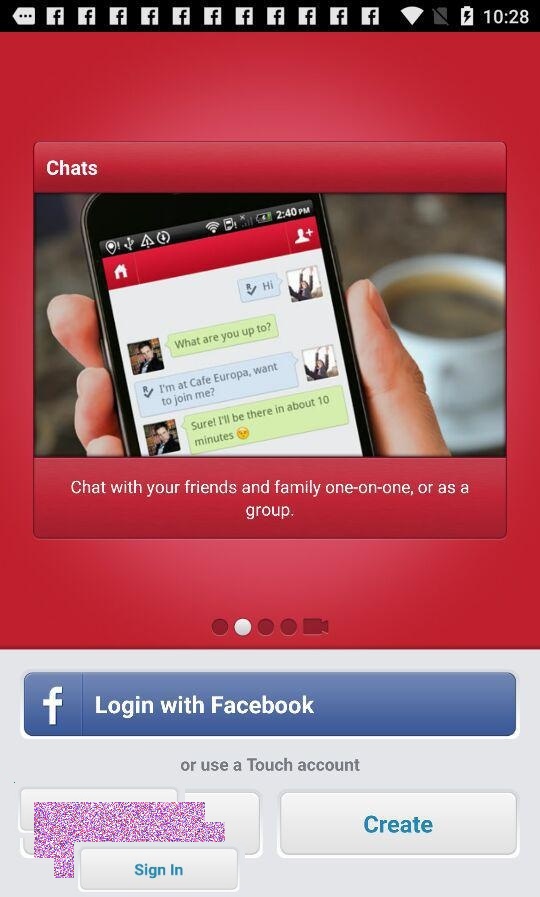 10:28
Chats
2:40 PM
Hi
What are you up to?
I'm at Cafe Europa, want
to join me?
Sure! I'll be there in about 10
minutes
Chat with your friends and family one-on-one, or as a
group.
f Login with Facebook
or use a Touch account
Create
Sign In